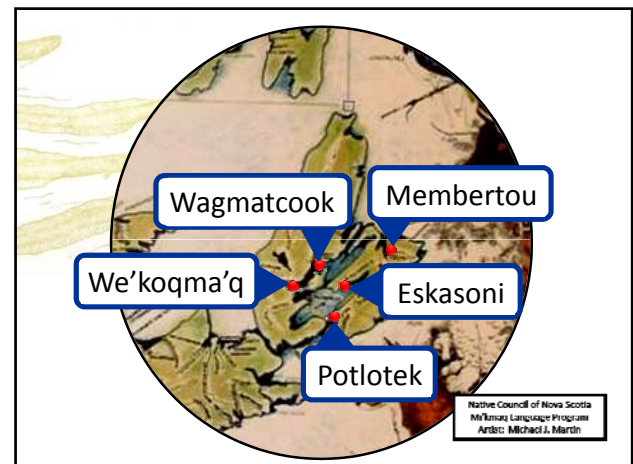 Wagmatcook
Membertou
We'koqma'q
Eskasoni
Potlotek
Native Council of Nova Scotia
Mi'kmaq Language Program
Artist: Michael J. Martin